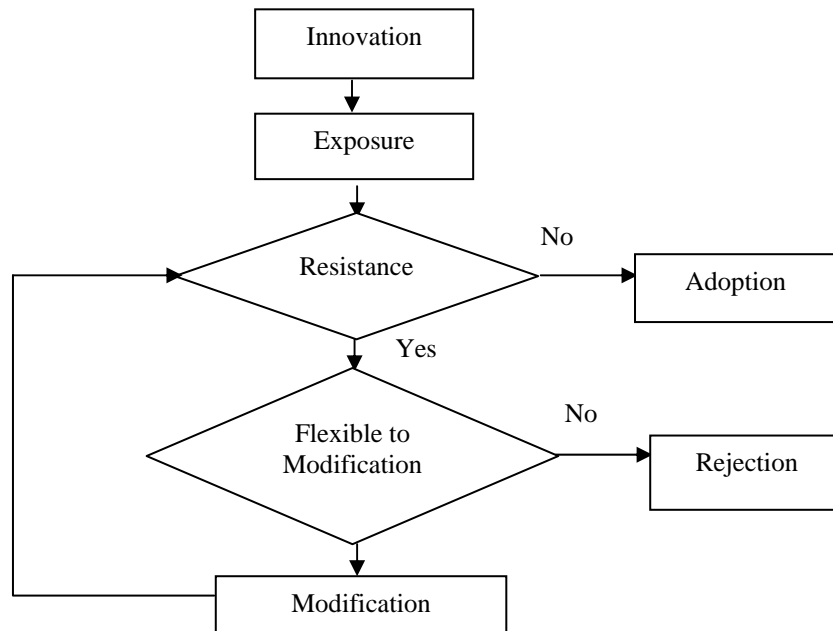 Innovation
Exposure
No
Resistance
Adoption
Yes
No
Flexible to
Modification
Rejection
Modification